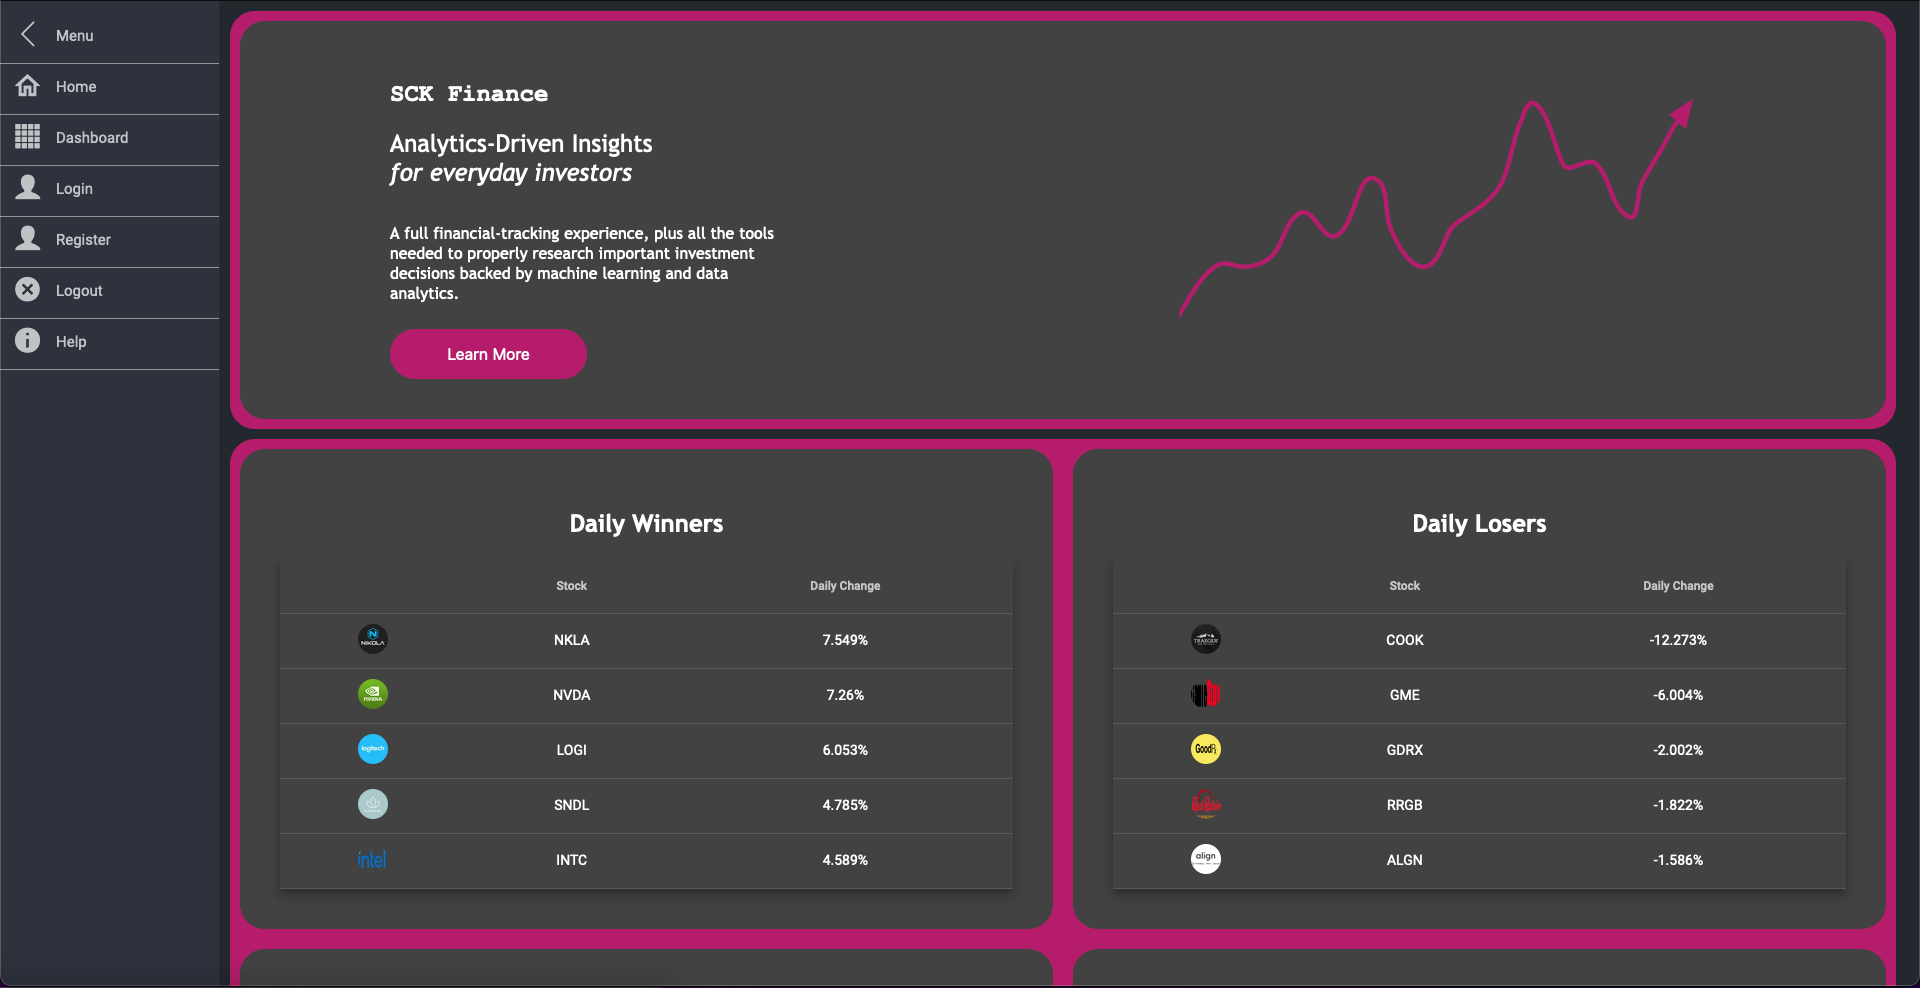 Menu
Home
Dashboard
Login
Register
Logout
Help
SCK Finance
Analytics-Driven Insights
for everyday investors
A full financial-tracking experience, plus all the tools
needed to properly research important investment
decisions backed by machine learning and data
analytics.
Learn More
Daily Winners
Stock Daily Change
NIKOLA NKLA 7.549%
NVIDIA NVDA 7.26%
logitech LOGI 6.053%
SNDL 4.785%
intel INTC 4.589%
Daily Losers
Stock Daily Change
TRAEGER COOK -12.273%
GME -6.004%
GoodRx GDRX -2.002%
Red Robin RRGB -1.822%
align ALGN -1.586%